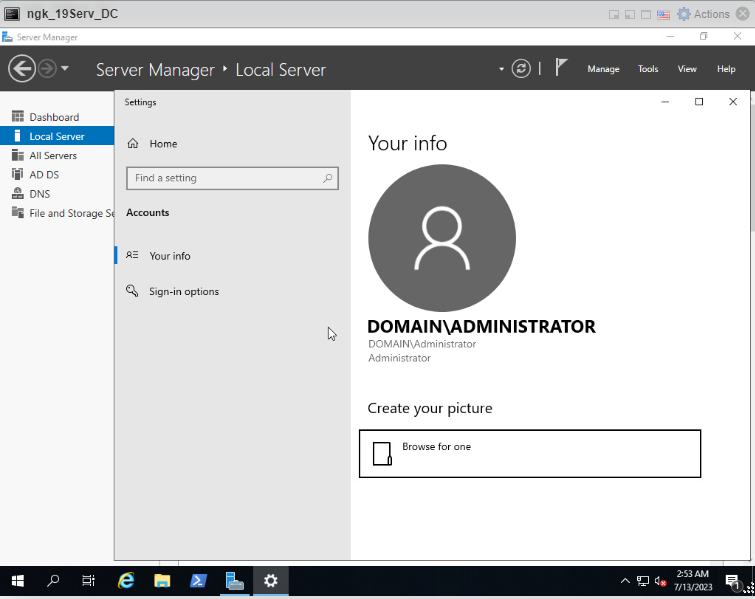 ngk_19Serv_DC
Actions
Server Manager
Server Manager • Local Server
Manage Tools View Help
Dashboard
Local Server
All Servers
AD DS
DNS
File and Storage Se
Settings
Home
Find a setting
Accounts
Your info
Sign-in options
Your info
DOMAIN\ADMINISTRATOR
DOMAIN\Administrator
Administrator
Create your picture
Browse for one
2:53 AM
7/13/2023
1